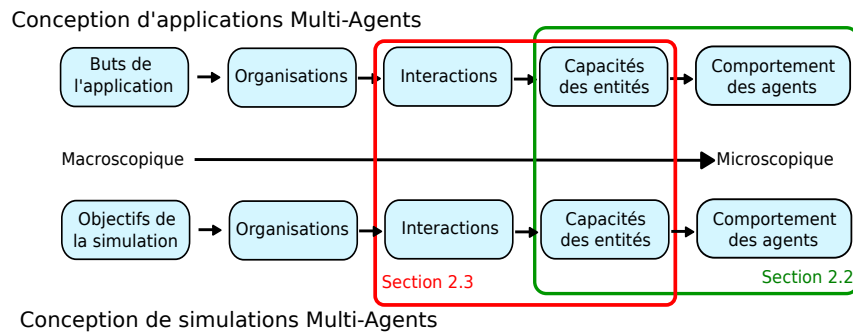 Conception d'applications Multi-Agents
Buts de
l'application
Organisations
Interactions
Capacités
des entités
Comportement
des agents
Macroscopique
Microscopique
Objectifs de
la simulation
Organisations
Interactions
Capacités
des entités
Comportement
des agents
Section 2.3
Section 2.2
Conception de simulations Multi-Agents